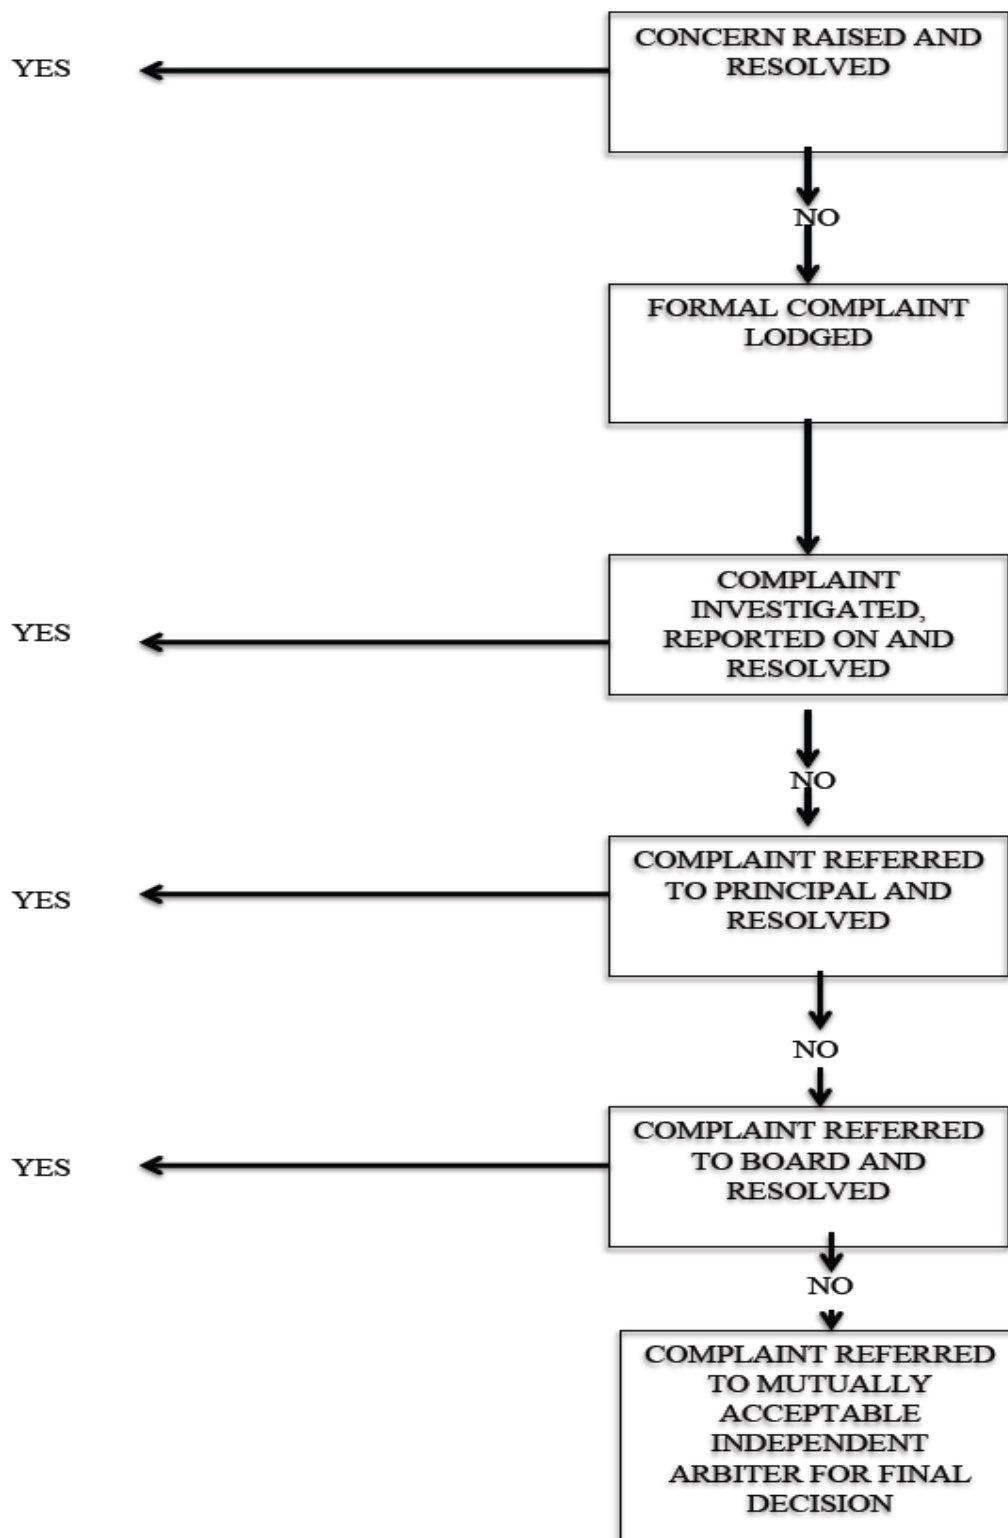 CONCERN RAISED AND
RESOLVED
YES
NO
FORMAL COMPLAINT
LODGED
COMPLAINT
INVESTIGATED,
REPORTED ON AND
RESOLVED
YES
NO
COMPLAINT REFERRED
TO PRINCIPAL AND
RESOLVED
YES
NO
COMPLAINT REFERRED
TO BOARD AND
RESOLVED
YES
NO
COMPLAINT REFERRED
TO MUTUALLY
ACCEPTABLE
INDEPENDENT
ARBITER FOR FINAL
DECISION